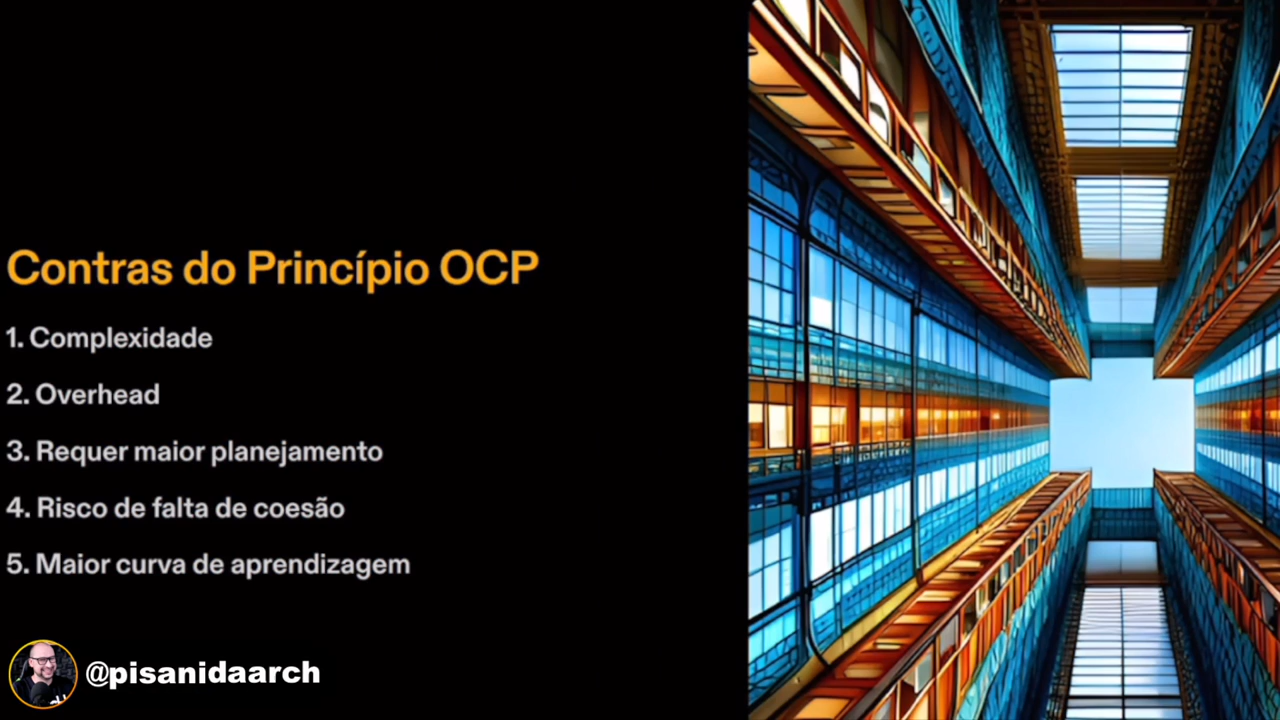 Contras do Princípio OCP
1. Complexidade
2. Overhead
3. Requer maior planejamento
4. Risco de falta de coesão
5. Maior curva de aprendizagem
@pisanidaarch